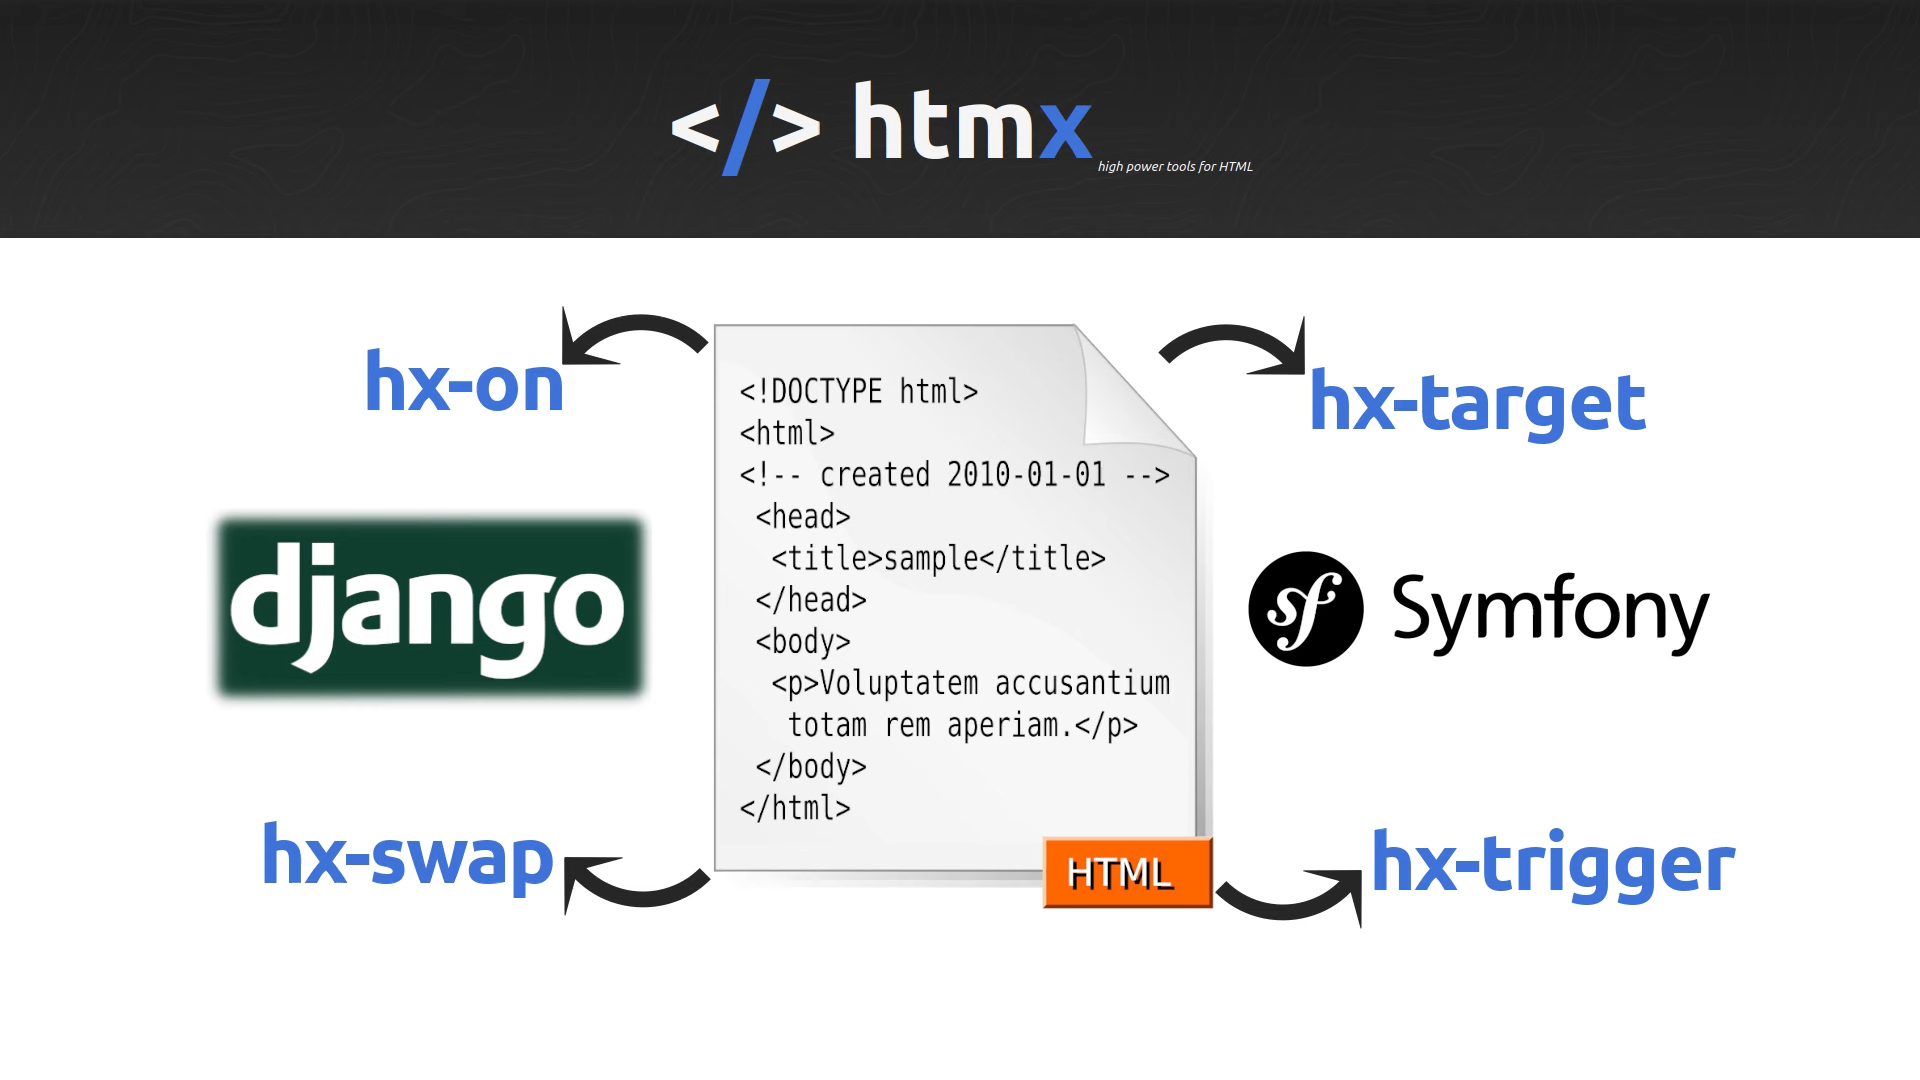 </> htmx
high power tools for HTML
hx-on
hx-target
<!DOCTYPE html>
<html>
<!-- created 2010-01-01 -->
<head>
<title>sample</title>
</head>
<body>
<p>Voluptatem accusantium
totam rem aperiam.</p>
</body>
</html>
django
sf Symfony
hx-swap
HTML
hx-trigger